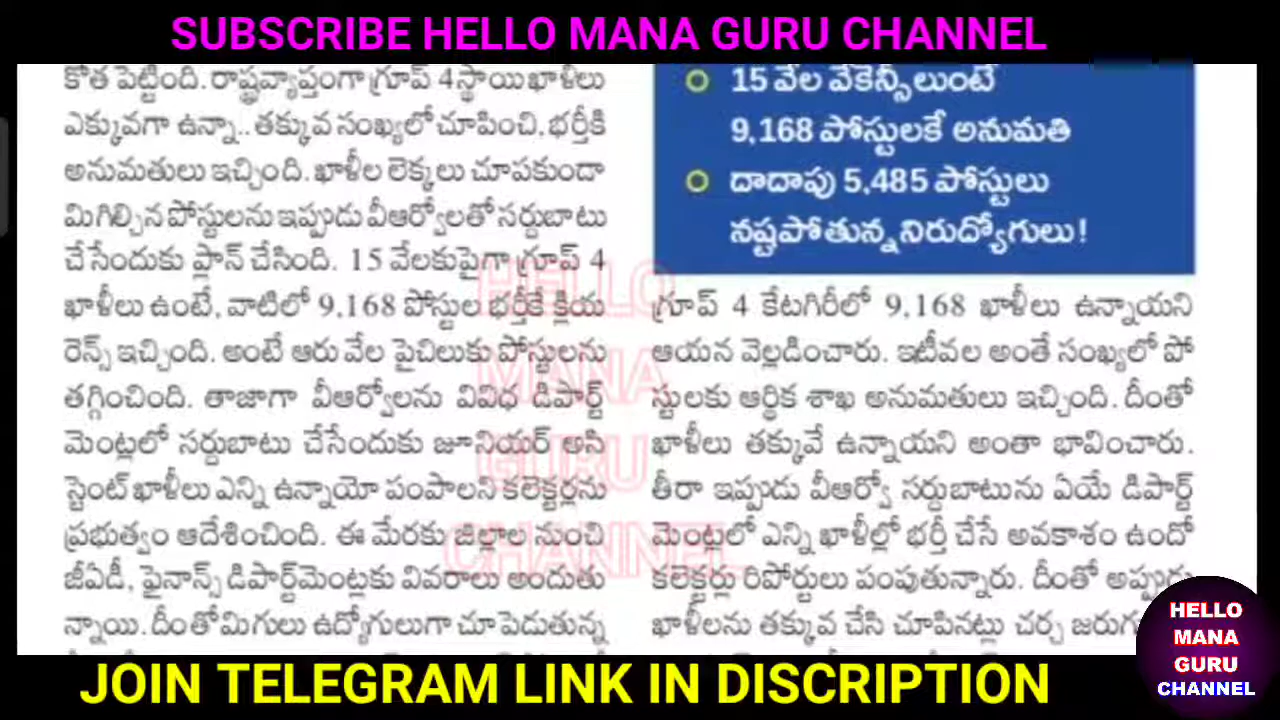 SUBSCRIBE HELLO MANA GURU CHANNEL
కోత పెట్టింది. రాష్ట్రవ్యాప్తంగా గ్రూప్ 4 స్థాయి ఖాళీలు
ఎక్కువగా ఉన్నా.. తక్కువ సంఖ్యలో చూపించి, భర్తీకి
అనుమతులు ఇచ్చింది. ఖాళీల లెక్కలు చూపకుండా
మిగిల్చిన పోస్టులను ఇప్పుడు వీఆర్వోలతో సర్దుబాటు
చేసేందుకు ప్లాన్ చేసింది. 15 వేలకుపైగా గ్రూప్ 4
ఖాళీలు ఉంటే, వాటిలో 9,168 పోస్టుల భర్తీకే క్లియ
రెన్స్ ఇచ్చింది. అంటే ఆరు వేల పైచిలుకు పోస్టులను
తగ్గించింది. తాజాగా వీఆర్వోలను వివిధ డిపార్ట్
మెంట్లలో సర్దుబాటు చేసేందుకు జూనియర్ అసి
స్టెంట్ ఖాళీలు ఎన్ని ఉన్నాయో పంపాలని కలెక్టర్లను
ప్రభుత్వం ఆదేశించింది. ఈ మేరకు జిల్లాల నుంచి
జీఏడీ, ఫైనాన్స్ డిపార్ట్‌మెంట్లకు వివరాలు అందుతు
న్నాయి. దీంతో మిగులు ఉద్యోగులుగా చూపెడుతున్న
15 వేల వేకెన్సీలుంటే
9,168 పోస్టులకే అనుమతి
దాదాపు 5,485 పోస్టులు
నష్టపోతున్న నిరుద్యోగులు!
గ్రూప్ 4 కేటగిరీలో 9,168 ఖాళీలు ఉన్నాయని
ఆయన వెల్లడించారు. ఇటీవల అంతే సంఖ్యలో పో
స్టులకు ఆర్థిక శాఖ అనుమతులు ఇచ్చింది. దీంతో
ఖాళీలు తక్కువే ఉన్నాయని అంతా భావించారు.
తీరా ఇప్పుడు వీఆర్వో సర్దుబాటును ఏయే డిపార్ట్
మెంట్లలో ఎన్ని ఖాళీల్లో భర్తీ చేసే అవకాశం ఉందో
కలెక్టర్లు రిపోర్టులు పంపుతున్నారు. దీంతో అప్పుడు
ఖాళీలను తక్కువ చేసి చూపినట్లు చర్చ
HELLO
MANA
GURU
CHANNEL
HELLO
MANA
GURU
CHANNEL
JOIN TELEGRAM LINK IN DISCRIPTION